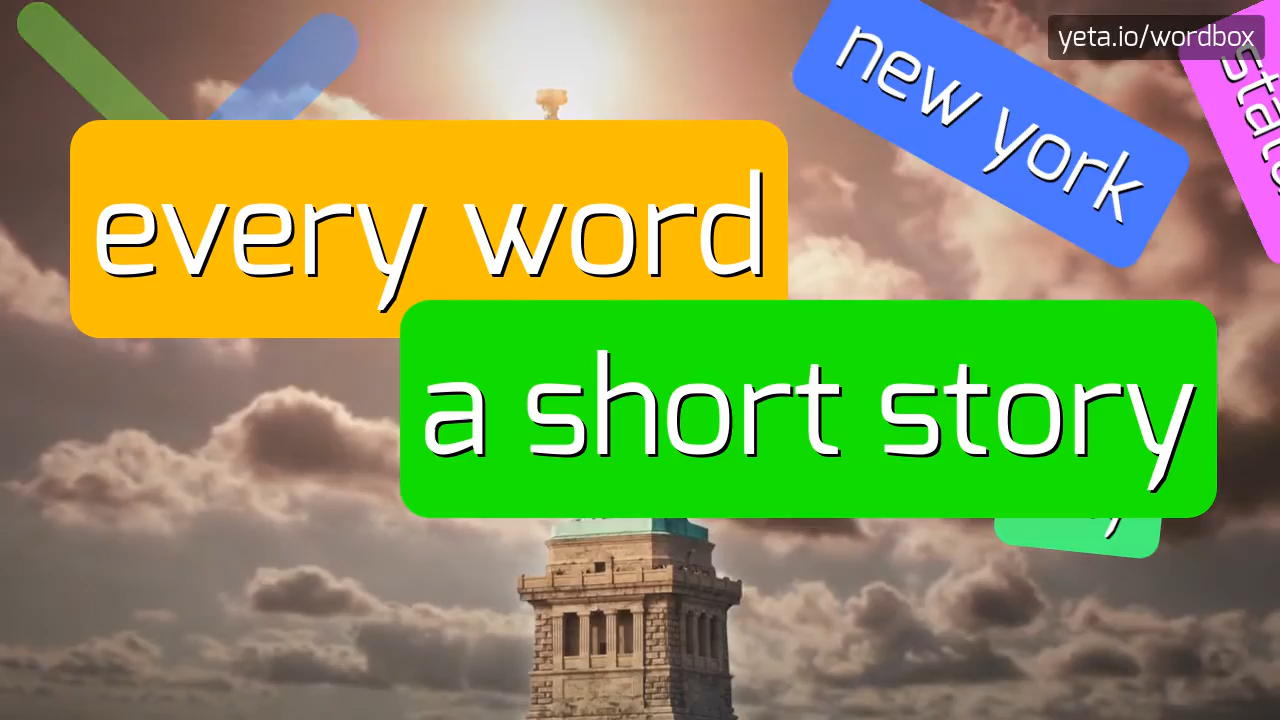 yeta.io/wordbox
new york
every word
a short story